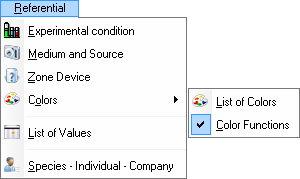 Referential
Experimental condition
Medium and Source
Zone Device
Colors
List of Colors
Color Functions
List of Values
Species - Individual - Company